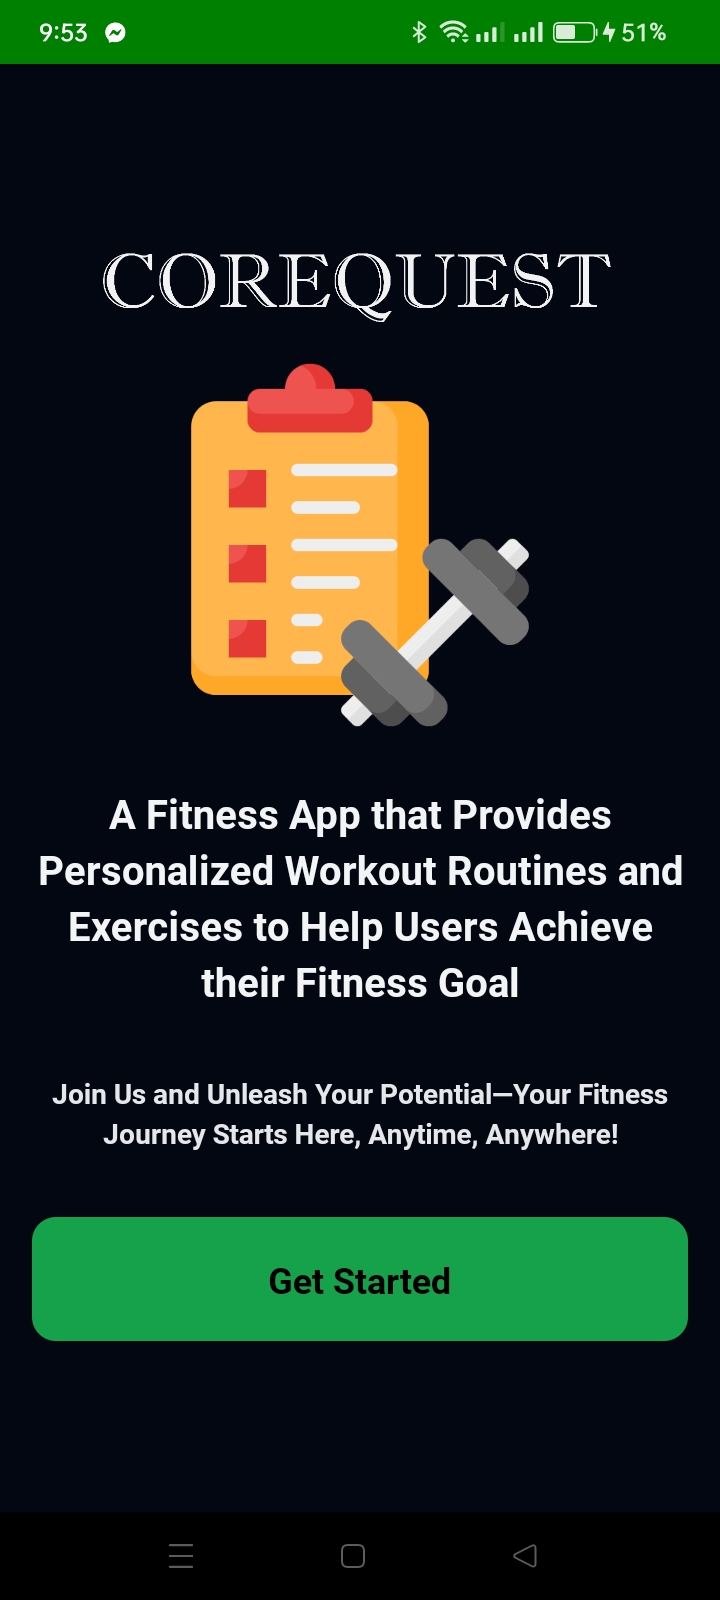 9:53 51%
COREQUEST
A Fitness App that Provides
Personalized Workout Routines and
Exercises to Help Users Achieve
their Fitness Goal
Join Us and Unleash Your Potential—Your Fitness
Journey Starts Here, Anytime, Anywhere!
Get Started